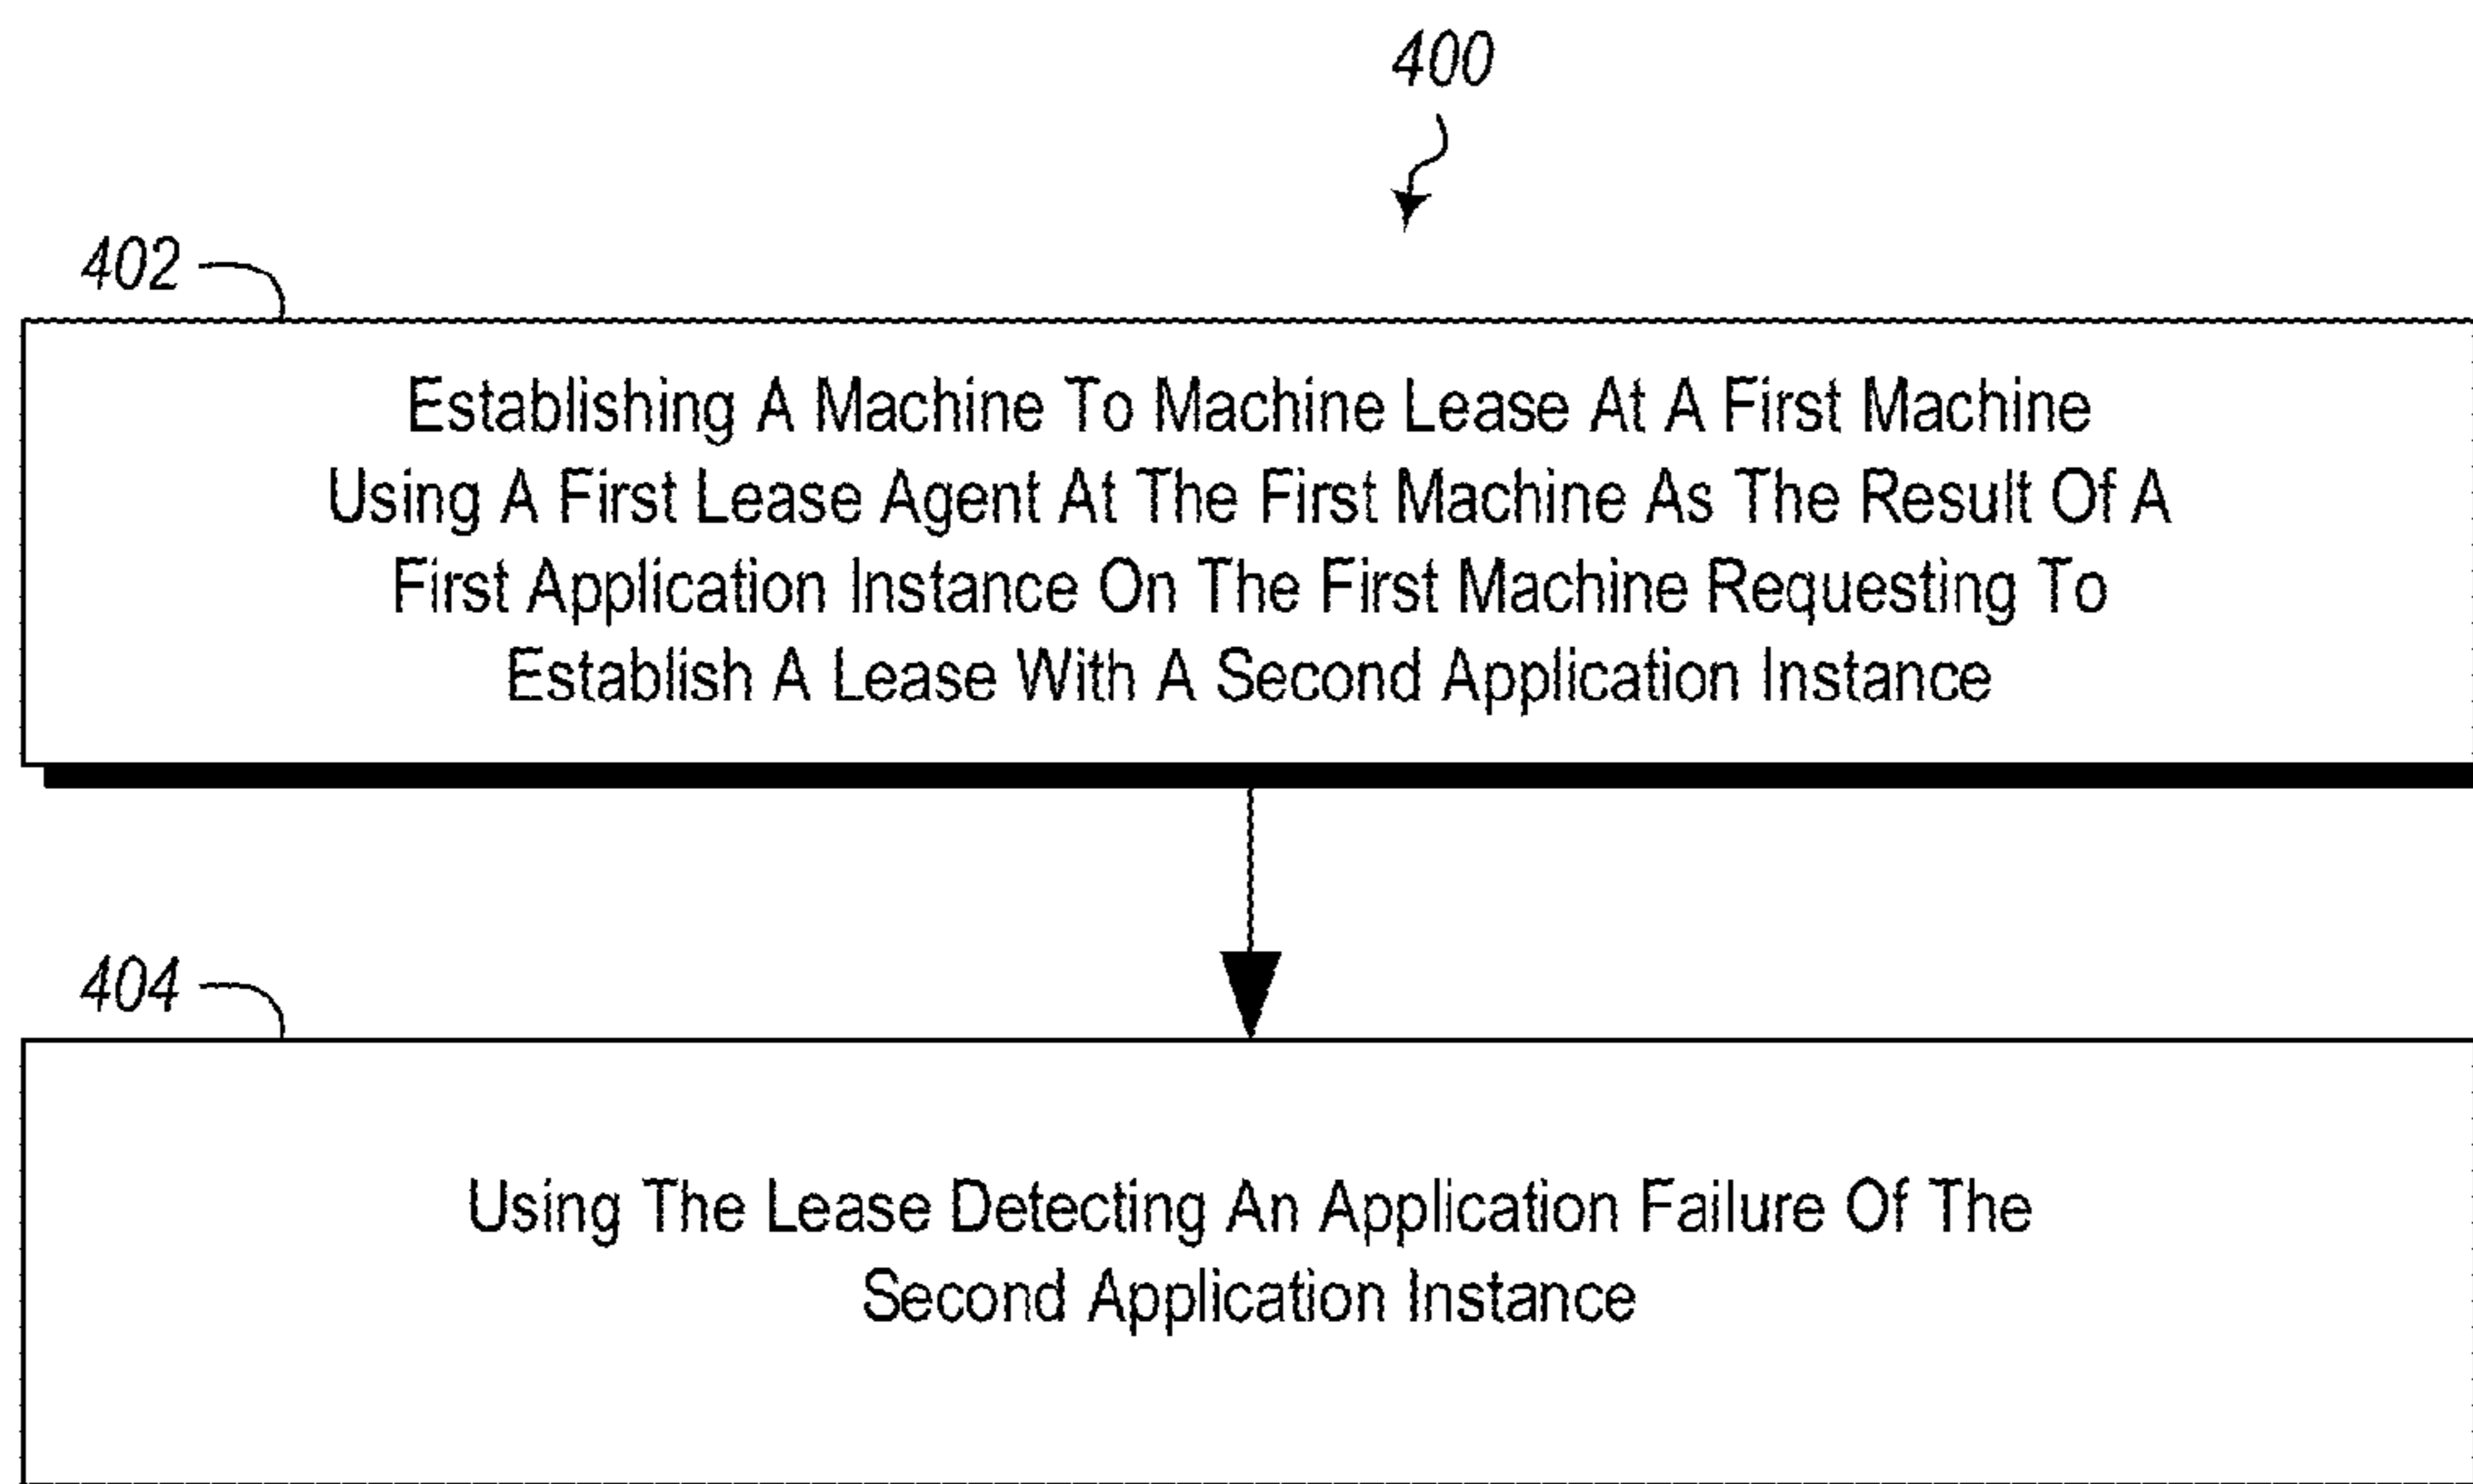 400
402
Establishing A Machine To Machine Lease At A First Machine
Using A First Lease Agent At The First Machine As The Result Of A
First Application Instance On The First Machine Requesting To
Establish A Lease With A Second Application Instance
404
Using The Lease Detecting An Application Failure Of The
Second Application Instance